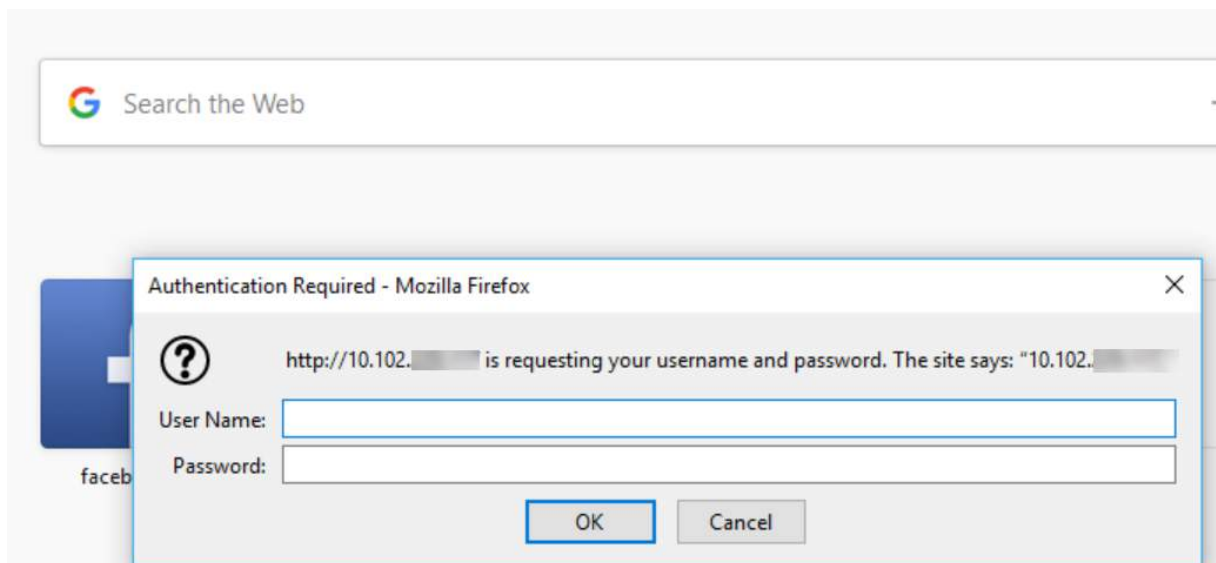 Search the Web
Authentication Required - Mozilla Firefox
http://10.102. is requesting your username and password. The site says: "10.102..
User Name:
Password:
faceb
OK Cancel